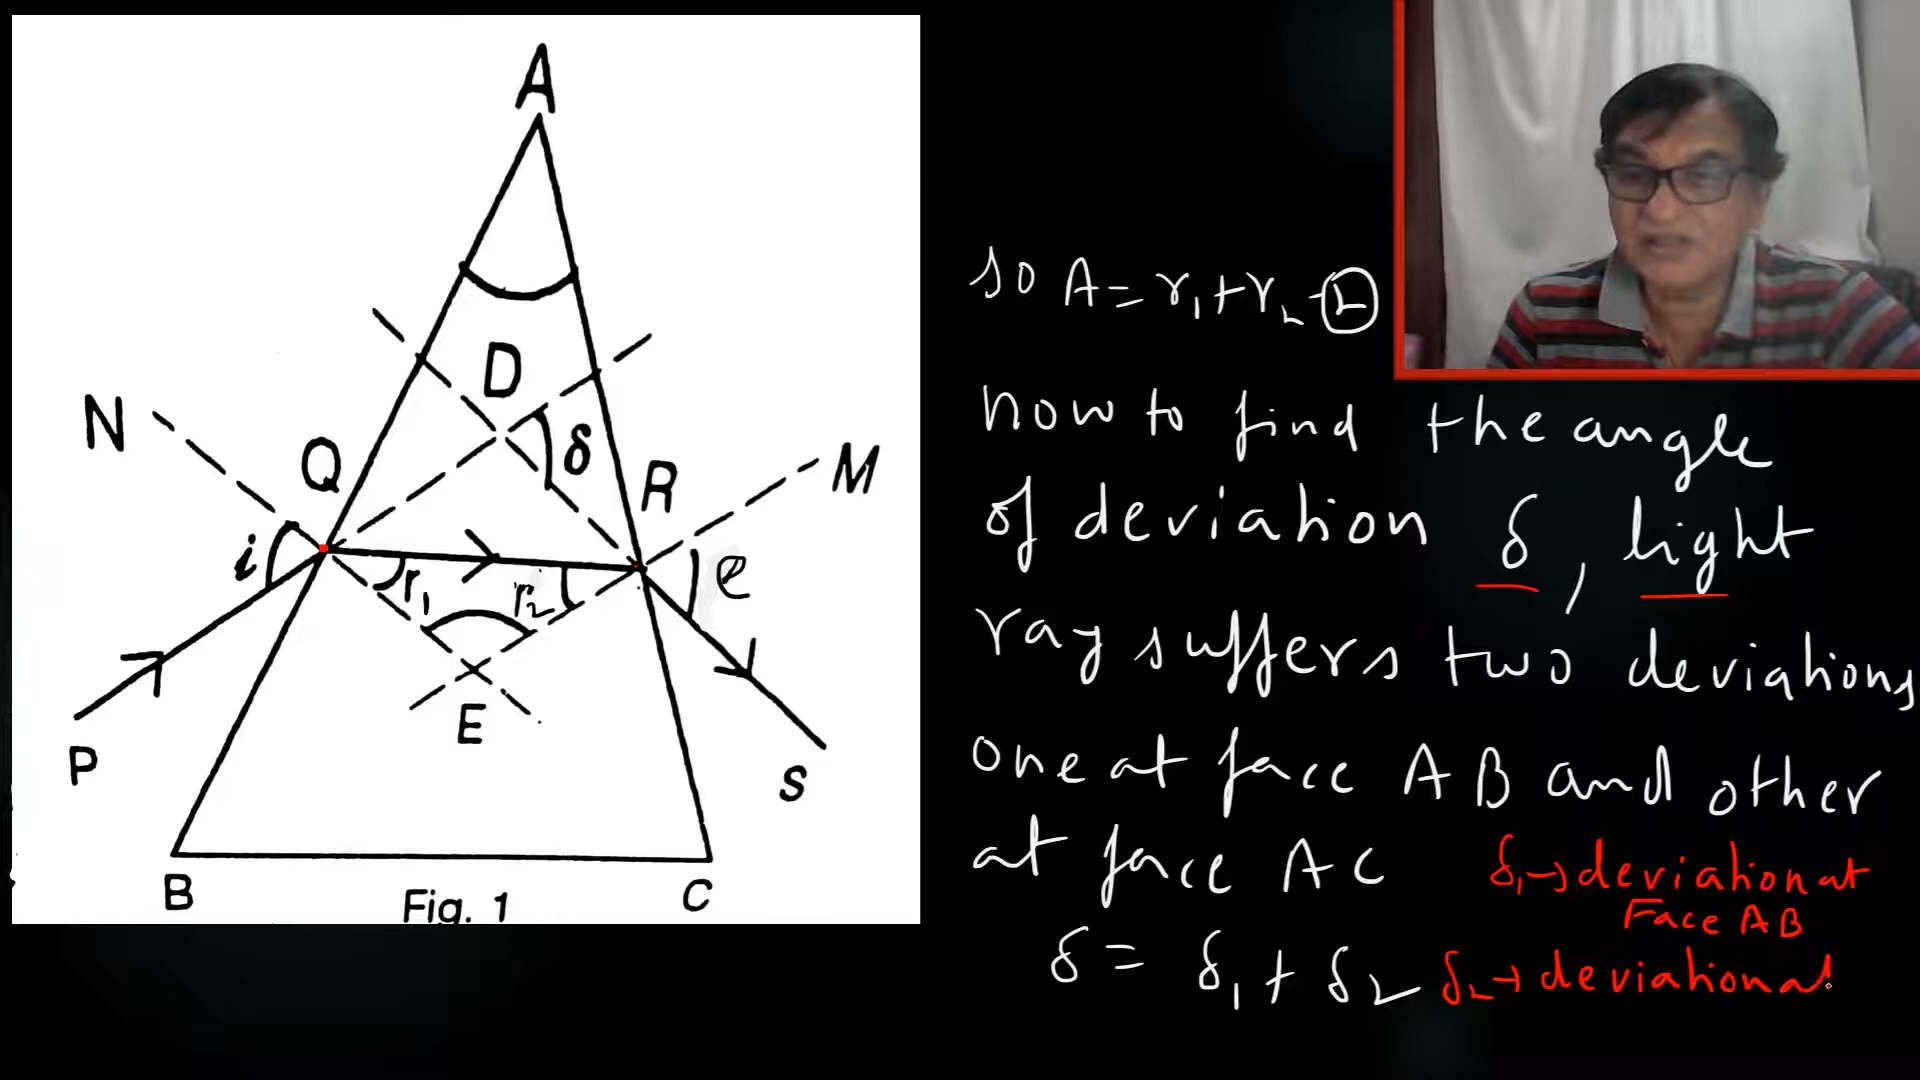 A
D
N
δ
M
Q
R
i
r₁
r₂
e
E
P
S
B
C
Fig. 1
so A = r₁ + r₂ - ②
now to find the angle
of deviation δ, light
ray suffers two deviations
one at face AB and other
at face AC
δ₁ → deviation at
Face AB
δ = δ₁ + δ₂
δ₂ → deviation at